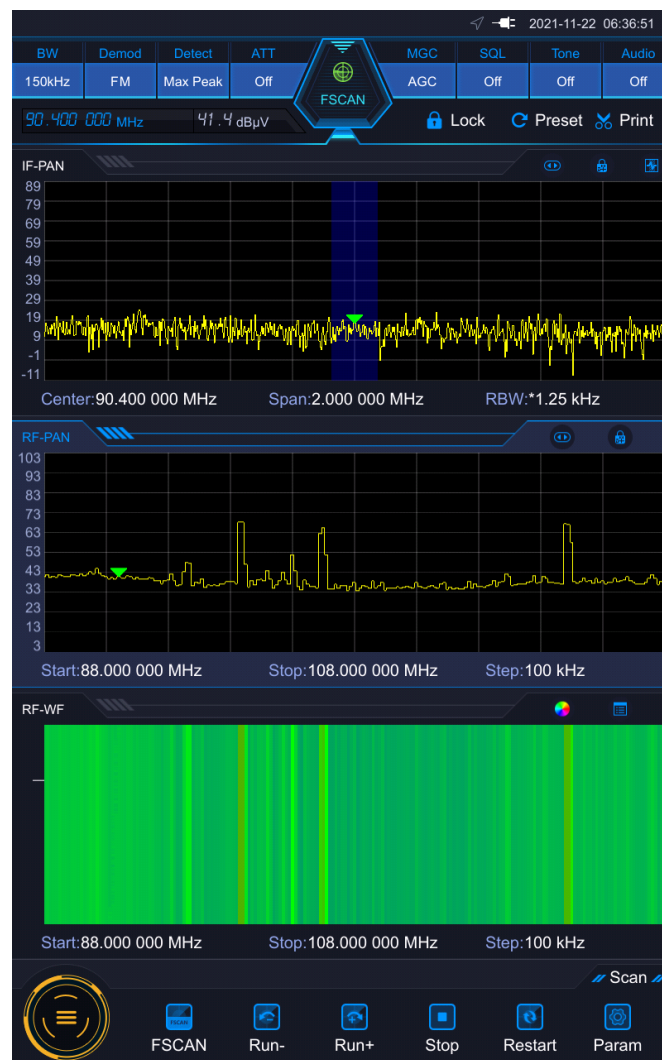 2021-11-22 06:36:51
BW Demod Detect ATT MGC SQL Tone Audio
150kHz FM Max Peak Off FSCAN AGC Off Off Off
90.400 000 MHz 41.4 dBµV Lock Preset Print
IF-PAN
89
79
69
59
49
39
29
19
9
-1
-11
Center:90.400 000 MHz Span:2.000 000 MHz RBW:*1.25 kHz
RF-PAN
103
93
83
73
63
53
43
33
23
13
3
Start:88.000 000 MHz Stop:108.000 000 MHz Step:100 kHz
RF-WF
Start:88.000 000 MHz Stop:108.000 000 MHz Step:100 kHz
Scan
FSCAN
FSCAN Run- Run+ Stop Restart Param